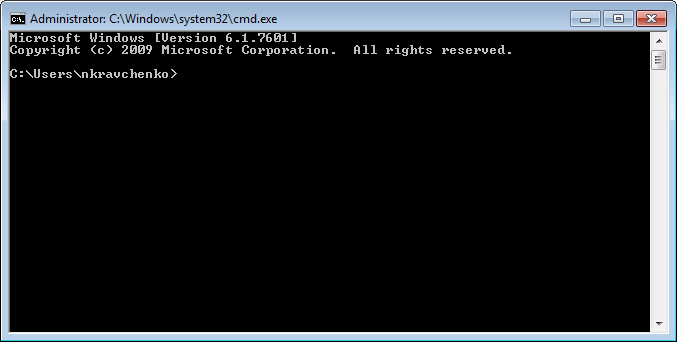 Administrator: C:\Windows\system32\cmd.exe
Microsoft Windows [Version 6.1.7601]
Copyright (c) 2009 Microsoft Corporation.  All rights reserved.
C:\Users\nkravchenko>